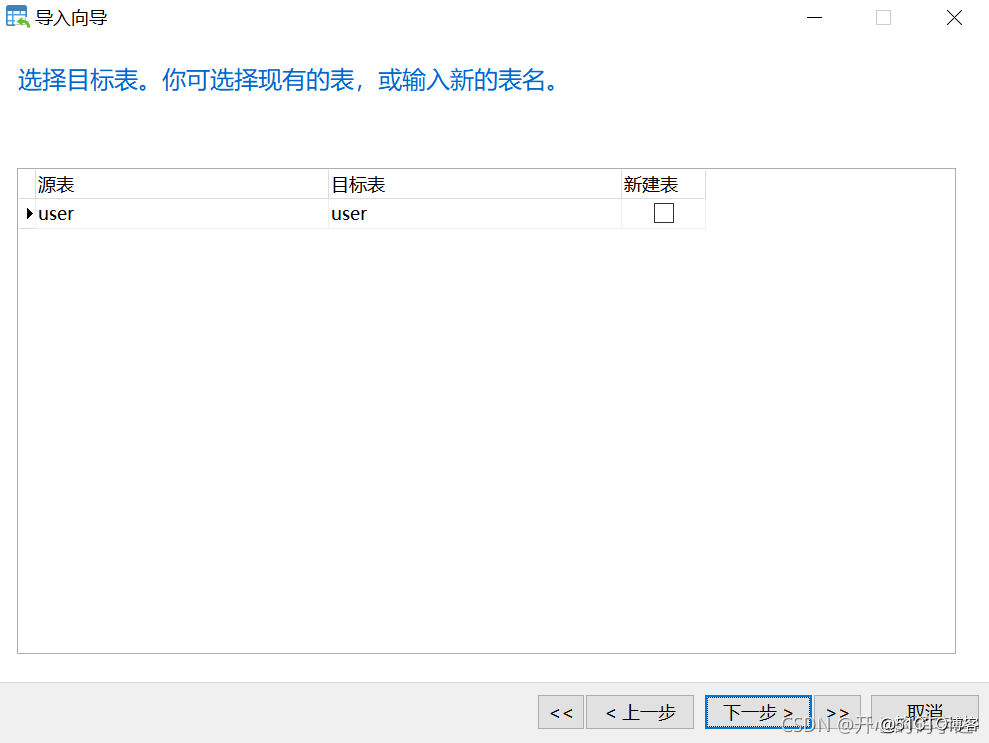 导入向导
选择目标表。你可选择现有的表，或输入新的表名。
源表 目标表 新建表
user user
<< < 上一步 下一步 > >> 取消
CSDN @开心
@51CTO博客